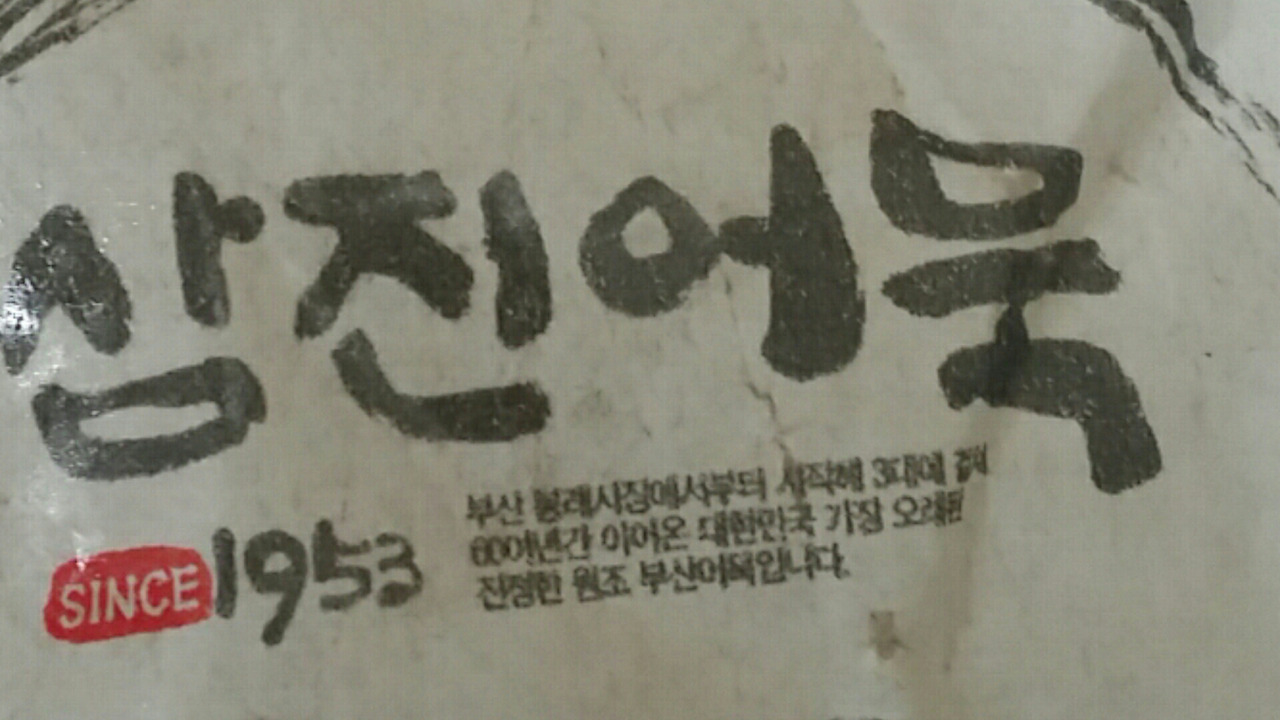 삼진어묵
SINCE 1953
부산 봉래시장에서부터 시작해 3대에 걸쳐
60여년간 이어온 대한민국 가장 오래된
진정한 원조 부산어묵입니다.